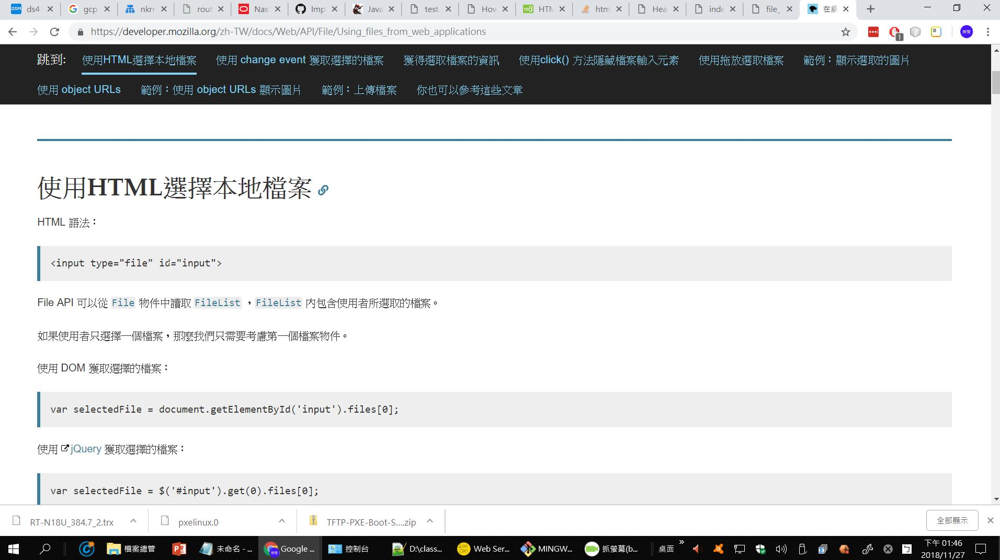 ds4
gcp
nkrr
rout
Nas
Imp
Java
test.
How
HTM
htm
Hea
inde
file_
在網
https://developer.mozilla.org/zh-TW/docs/Web/API/File/Using_files_from_web_applications
1
跳到: 使用HTML選擇本地檔案 使用 change event 獲取選擇的檔案 獲得選取檔案的資訊 使用click() 方法隱藏檔案輸入元素 使用拖放選取檔案 範例：顯示選取的圖片
使用 object URLs 範例：使用 object URLs 顯示圖片 範例：上傳檔案 你也可以參考這些文章
使用HTML選擇本地檔案
HTML 語法：
<input type="file" id="input">
File API 可以從 File 物件中讀取 FileList ，FileList 內包含使用者所選取的檔案。
如果使用者只選擇一個檔案，那麼我們只需要考慮第一個檔案物件。
使用 DOM 獲取選擇的檔案：
var selectedFile = document.getElementById('input').files[0];
使用 jQuery 獲取選擇的檔案：
var selectedFile = $('#input').get(0).files[0];
RT-N18U_384.7_2.trx
pxelinux.0
TFTP-PXE-Boot-S....zip
全部顯示
檔案總管
未命名 - ...
Google ...
控制台
D:\class...
Web Ser...
MINGW...
抓螢幕(b...
桌面
下午 01:46
2018/11/27